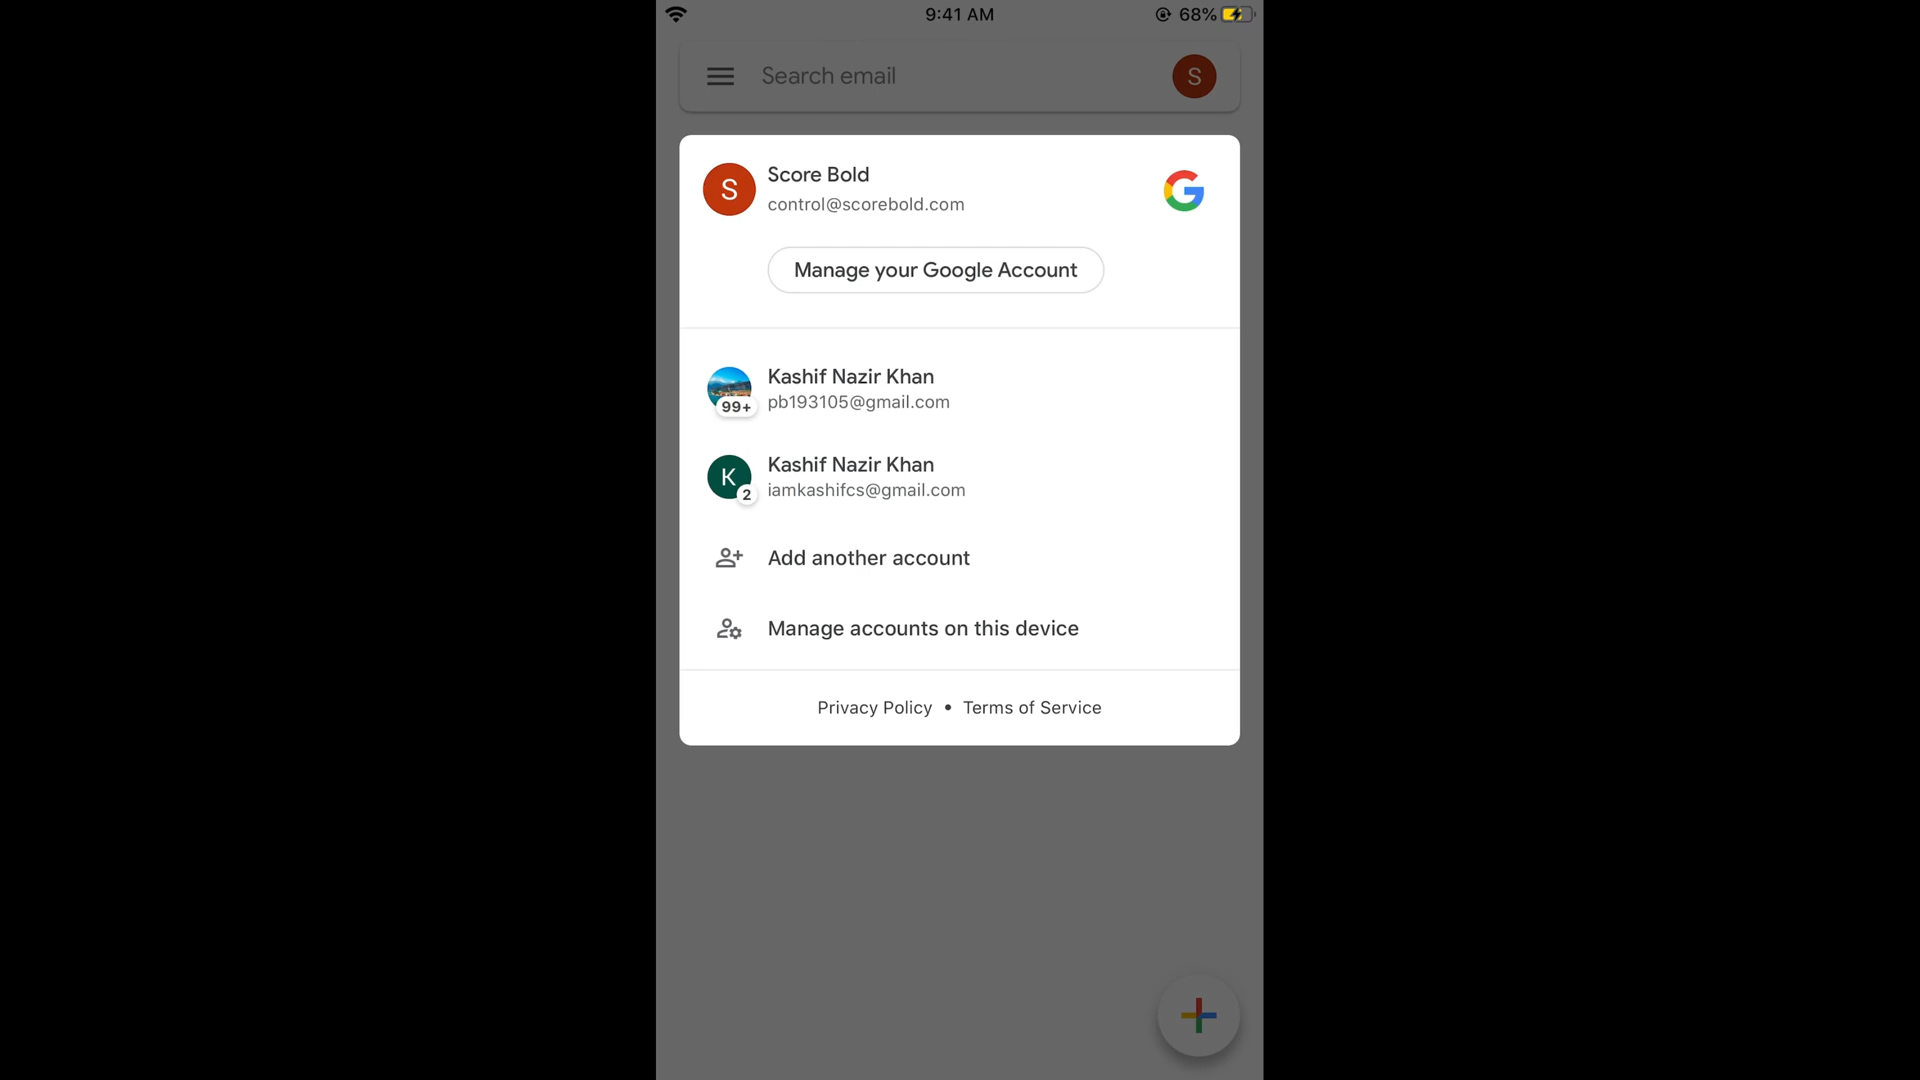 9:41 AM
68%
Search email
S
S
Score Bold
control@scorebold.com
Manage your Google Account
Kashif Nazir Khan
99+
pb193105@gmail.com
K
Kashif Nazir Khan
2
iamkashifcs@gmail.com
Add another account
Manage accounts on this device
Privacy Policy • Terms of Service